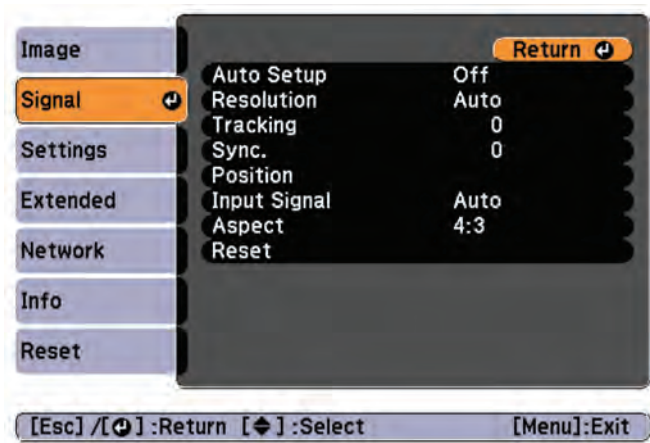 Image
Signal
Settings
Extended
Network
Info
Reset
Return
Auto Setup Off
Resolution Auto
Tracking 0
Sync. 0
Position
Input Signal Auto
Aspect 4:3
Reset
[Esc] /[⏎] :Return [◆] :Select [Menu]:Exit